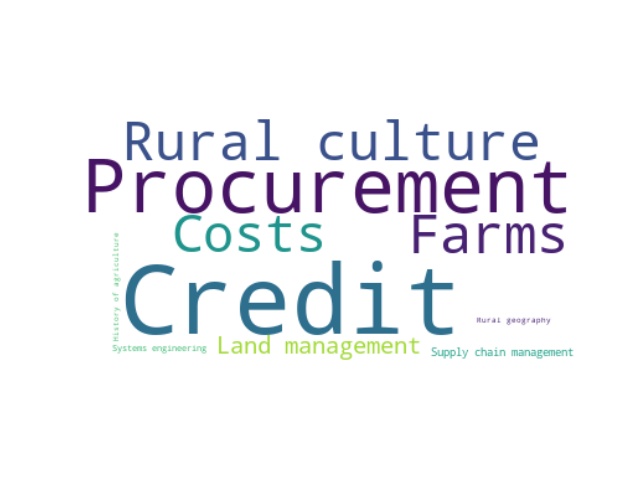 Rural culture
Procurement
Costs
Farms
History of agriculture
Credit
Rural geography
Systems engineering
Land management
Supply chain management